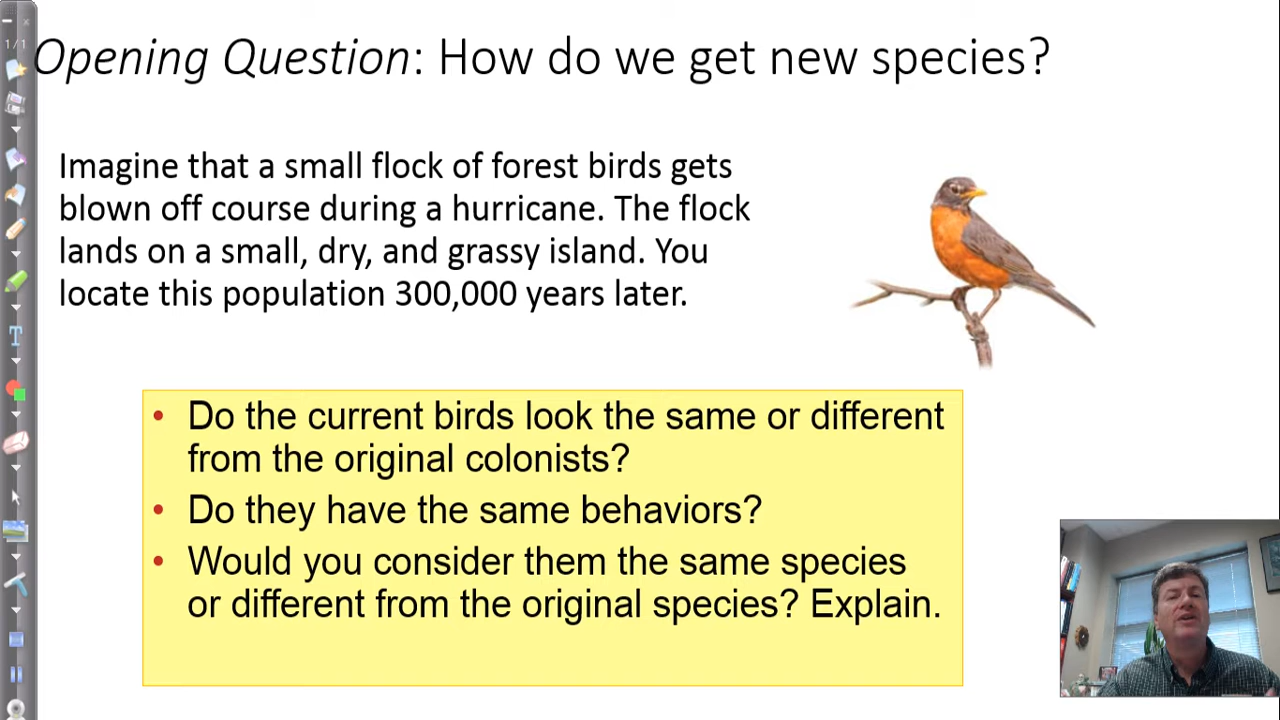 1/1
Opening Question: How do we get new species?
Imagine that a small flock of forest birds gets
blown off course during a hurricane. The flock
lands on a small, dry, and grassy island. You
locate this population 300,000 years later.
• Do the current birds look the same or different
from the original colonists?
• Do they have the same behaviors?
• Would you consider them the same species
or different from the original species? Explain.